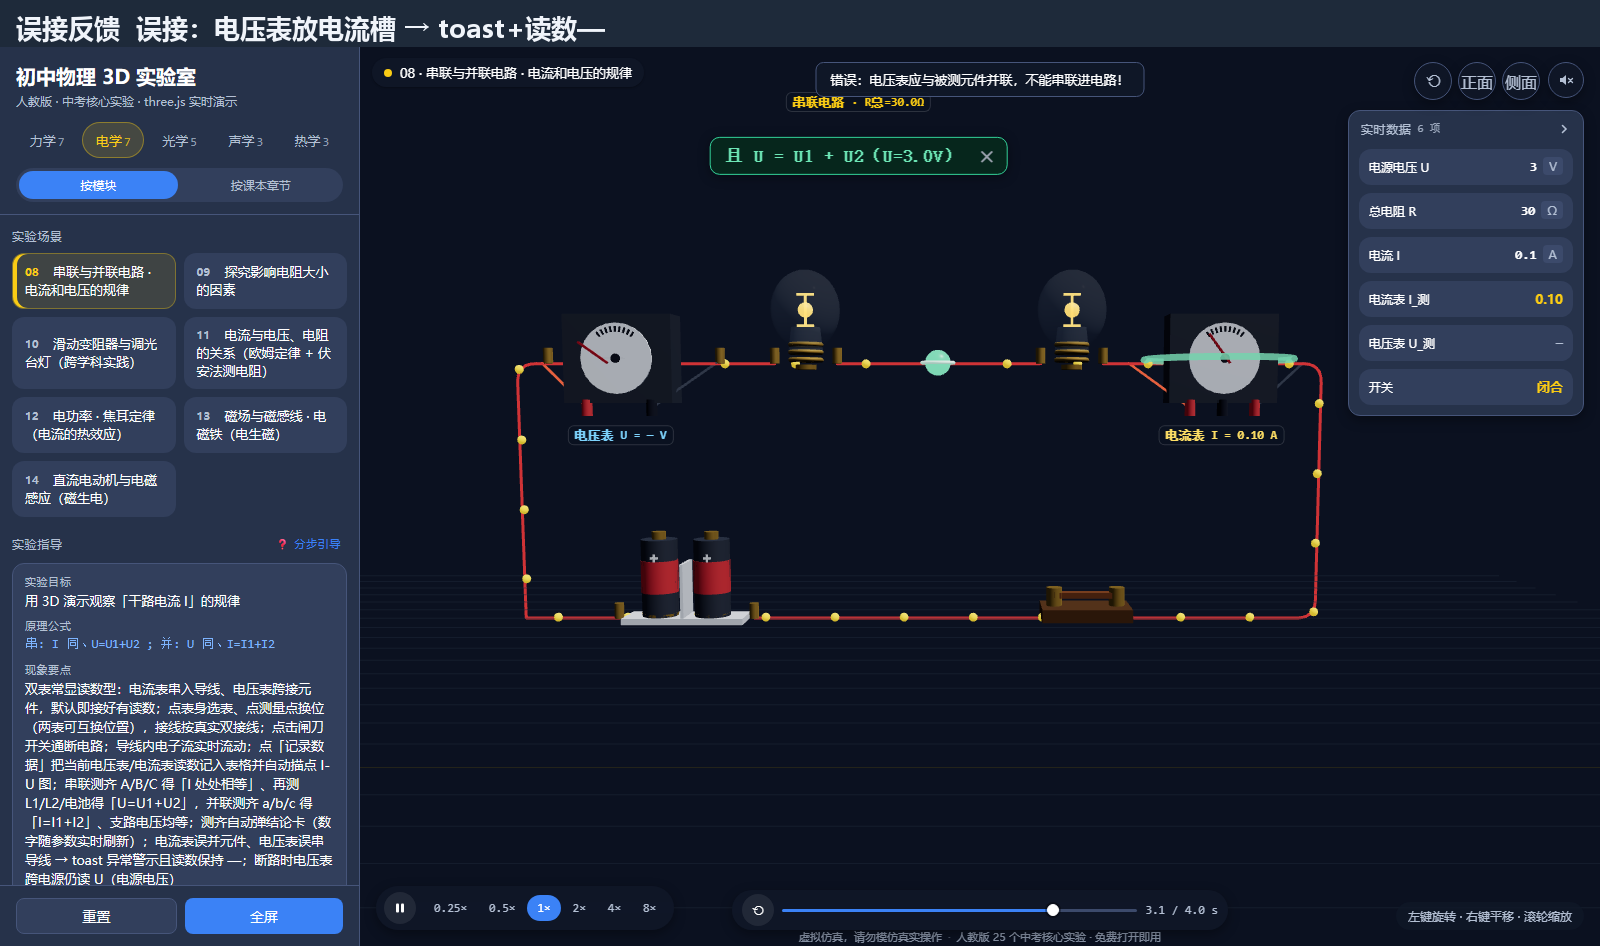 误接反馈 误接：电压表放电流槽 → toast+读数—
初中物理 3D 实验室
人教版 · 中考核心实验 · three.js 实时演示
力学 7
电学 7
光学 5
声学 3
热学 3
按模块
按课本章节
实验场景
08 串联与并联电路 ·
电流和电压的规律
09 探究影响电阻大小
的因素
10 滑动变阻器与调光
台灯（跨学科实践）
11 电流与电压、电阻
的关系（欧姆定律 + 伏
安法测电阻）
12 电功率 · 焦耳定律
（电流的热效应）
13 磁场与磁感线 · 电
磁铁（电生磁）
14 直流电动机与电磁
感应（磁生电）
实验指导
❓ 分步引导
实验目标
用 3D 演示观察「干路电流 I」的规律
原理公式
串: I 同、U=U1+U2 ; 并: U 同、I=I1+I2
现象要点
双表常显读数型：电流表串入导线、电压表跨接元
件，默认即接好有读数；点表身选表、点测量点换位
（两表可互换位置），接线按真实双接线；点击闸刀
开关通断电路；导线内电子流实时流动；点「记录数
据」把当前电压表/电流表读数记入表格并自动描点 I-
U 图；串联测齐 A/B/C 得「I 处处相等」、再测
L1/L2/电池得「U=U1+U2」，并联测齐 a/b/c 得
「I=I1+I2」、支路电压均等；测齐自动弹结论卡（数
字随参数实时刷新）；电流表误并元件、电压表误串
导线 → toast 异常警示且读数保持 —；断路时电压表
跨电源仍读 U（电源电压）
重置
全屏
08 · 串联与并联电路 · 电流和电压的规律
错误：电压表应与被测元件并联，不能串联进电路！
串联电路 · R总=30.0Ω
且 U = U1 + U2（U=3.0V） ✕
正面
侧面
实时数据 6 项
电源电压 U 3 V
总电阻 R 30 Ω
电流 I 0.1 A
电流表 I_测 0.10
电压表 U_测 —
开关 闭合
电压表 U = — V
电流表 I = 0.10 A
0.25×
0.5×
1×
2×
4×
8×
3.1 / 4.0 s
左键旋转 · 右键平移 · 滚轮缩放
虚拟仿真，请勿模仿真实操作 · 人教版 25 个中考核心实验 · 免费打开即用